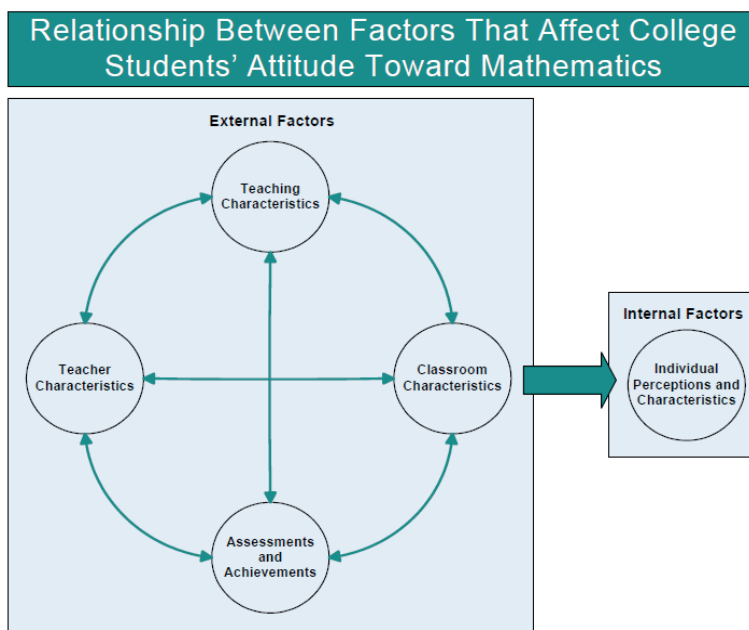 Relationship Between Factors That Affect College
Students' Attitude Toward Mathematics
External Factors
Teaching
Characteristics
Teacher
Characteristics
Classroom
Characteristics
Assessments
and
Achievements
Internal Factors
Individual
Perceptions and
Characteristics